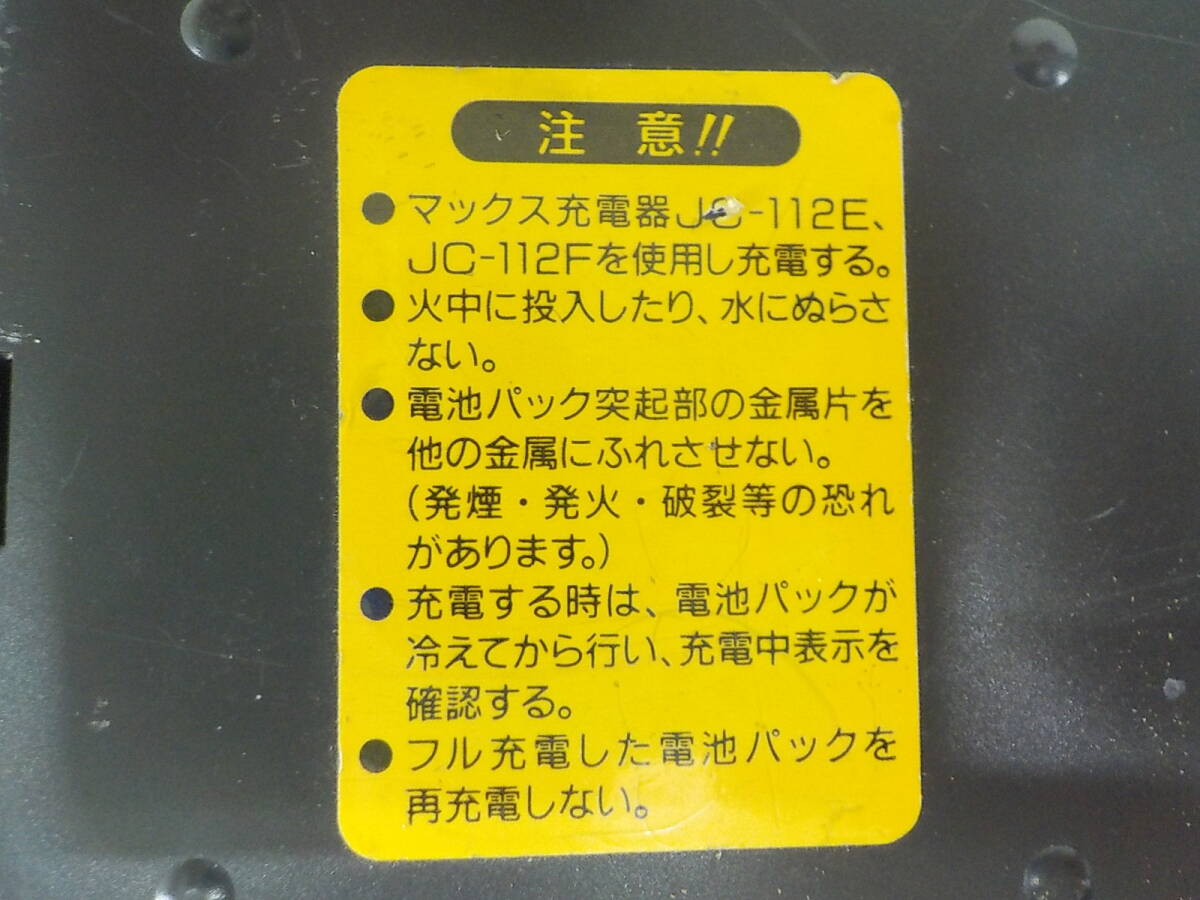 注 意!!
●マックス充電器JC-112E、
JC-112Fを使用し充電する。
●火中に投入したり、水にぬらさ
ない。
●電池パック突起部の金属片を
他の金属にふれさせない。
(発煙・発火・破裂等の恐れ
があります。)
●充電する時は、電池パックが
冷えてから行い、充電中表示を
確認する。
●フル充電した電池パックを
再充電しない。